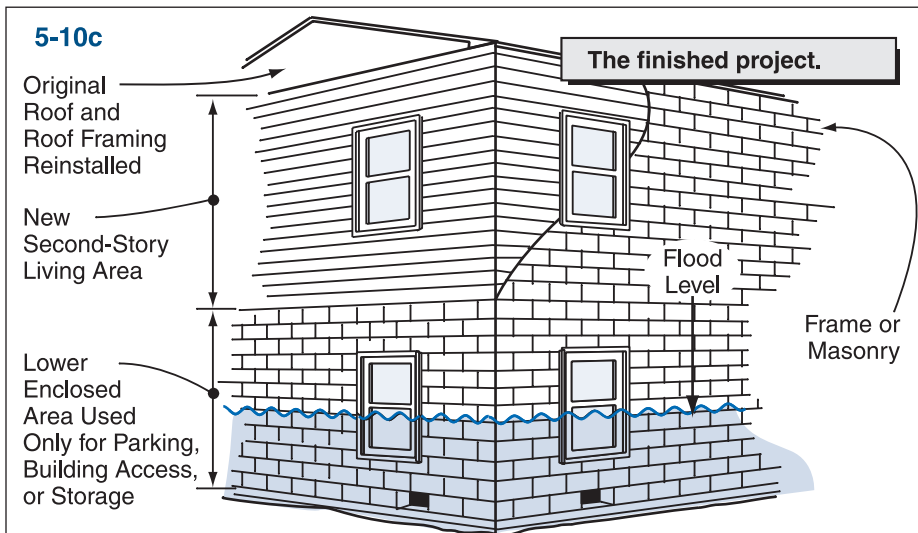 5-10c
The finished project.
Original
Roof and
Roof Framing
Reinstalled
New
Second-Story
Living Area
Flood
Level
Frame or
Masonry
Lower
Enclosed
Area Used
Only for Parking,
Building Access,
or Storage